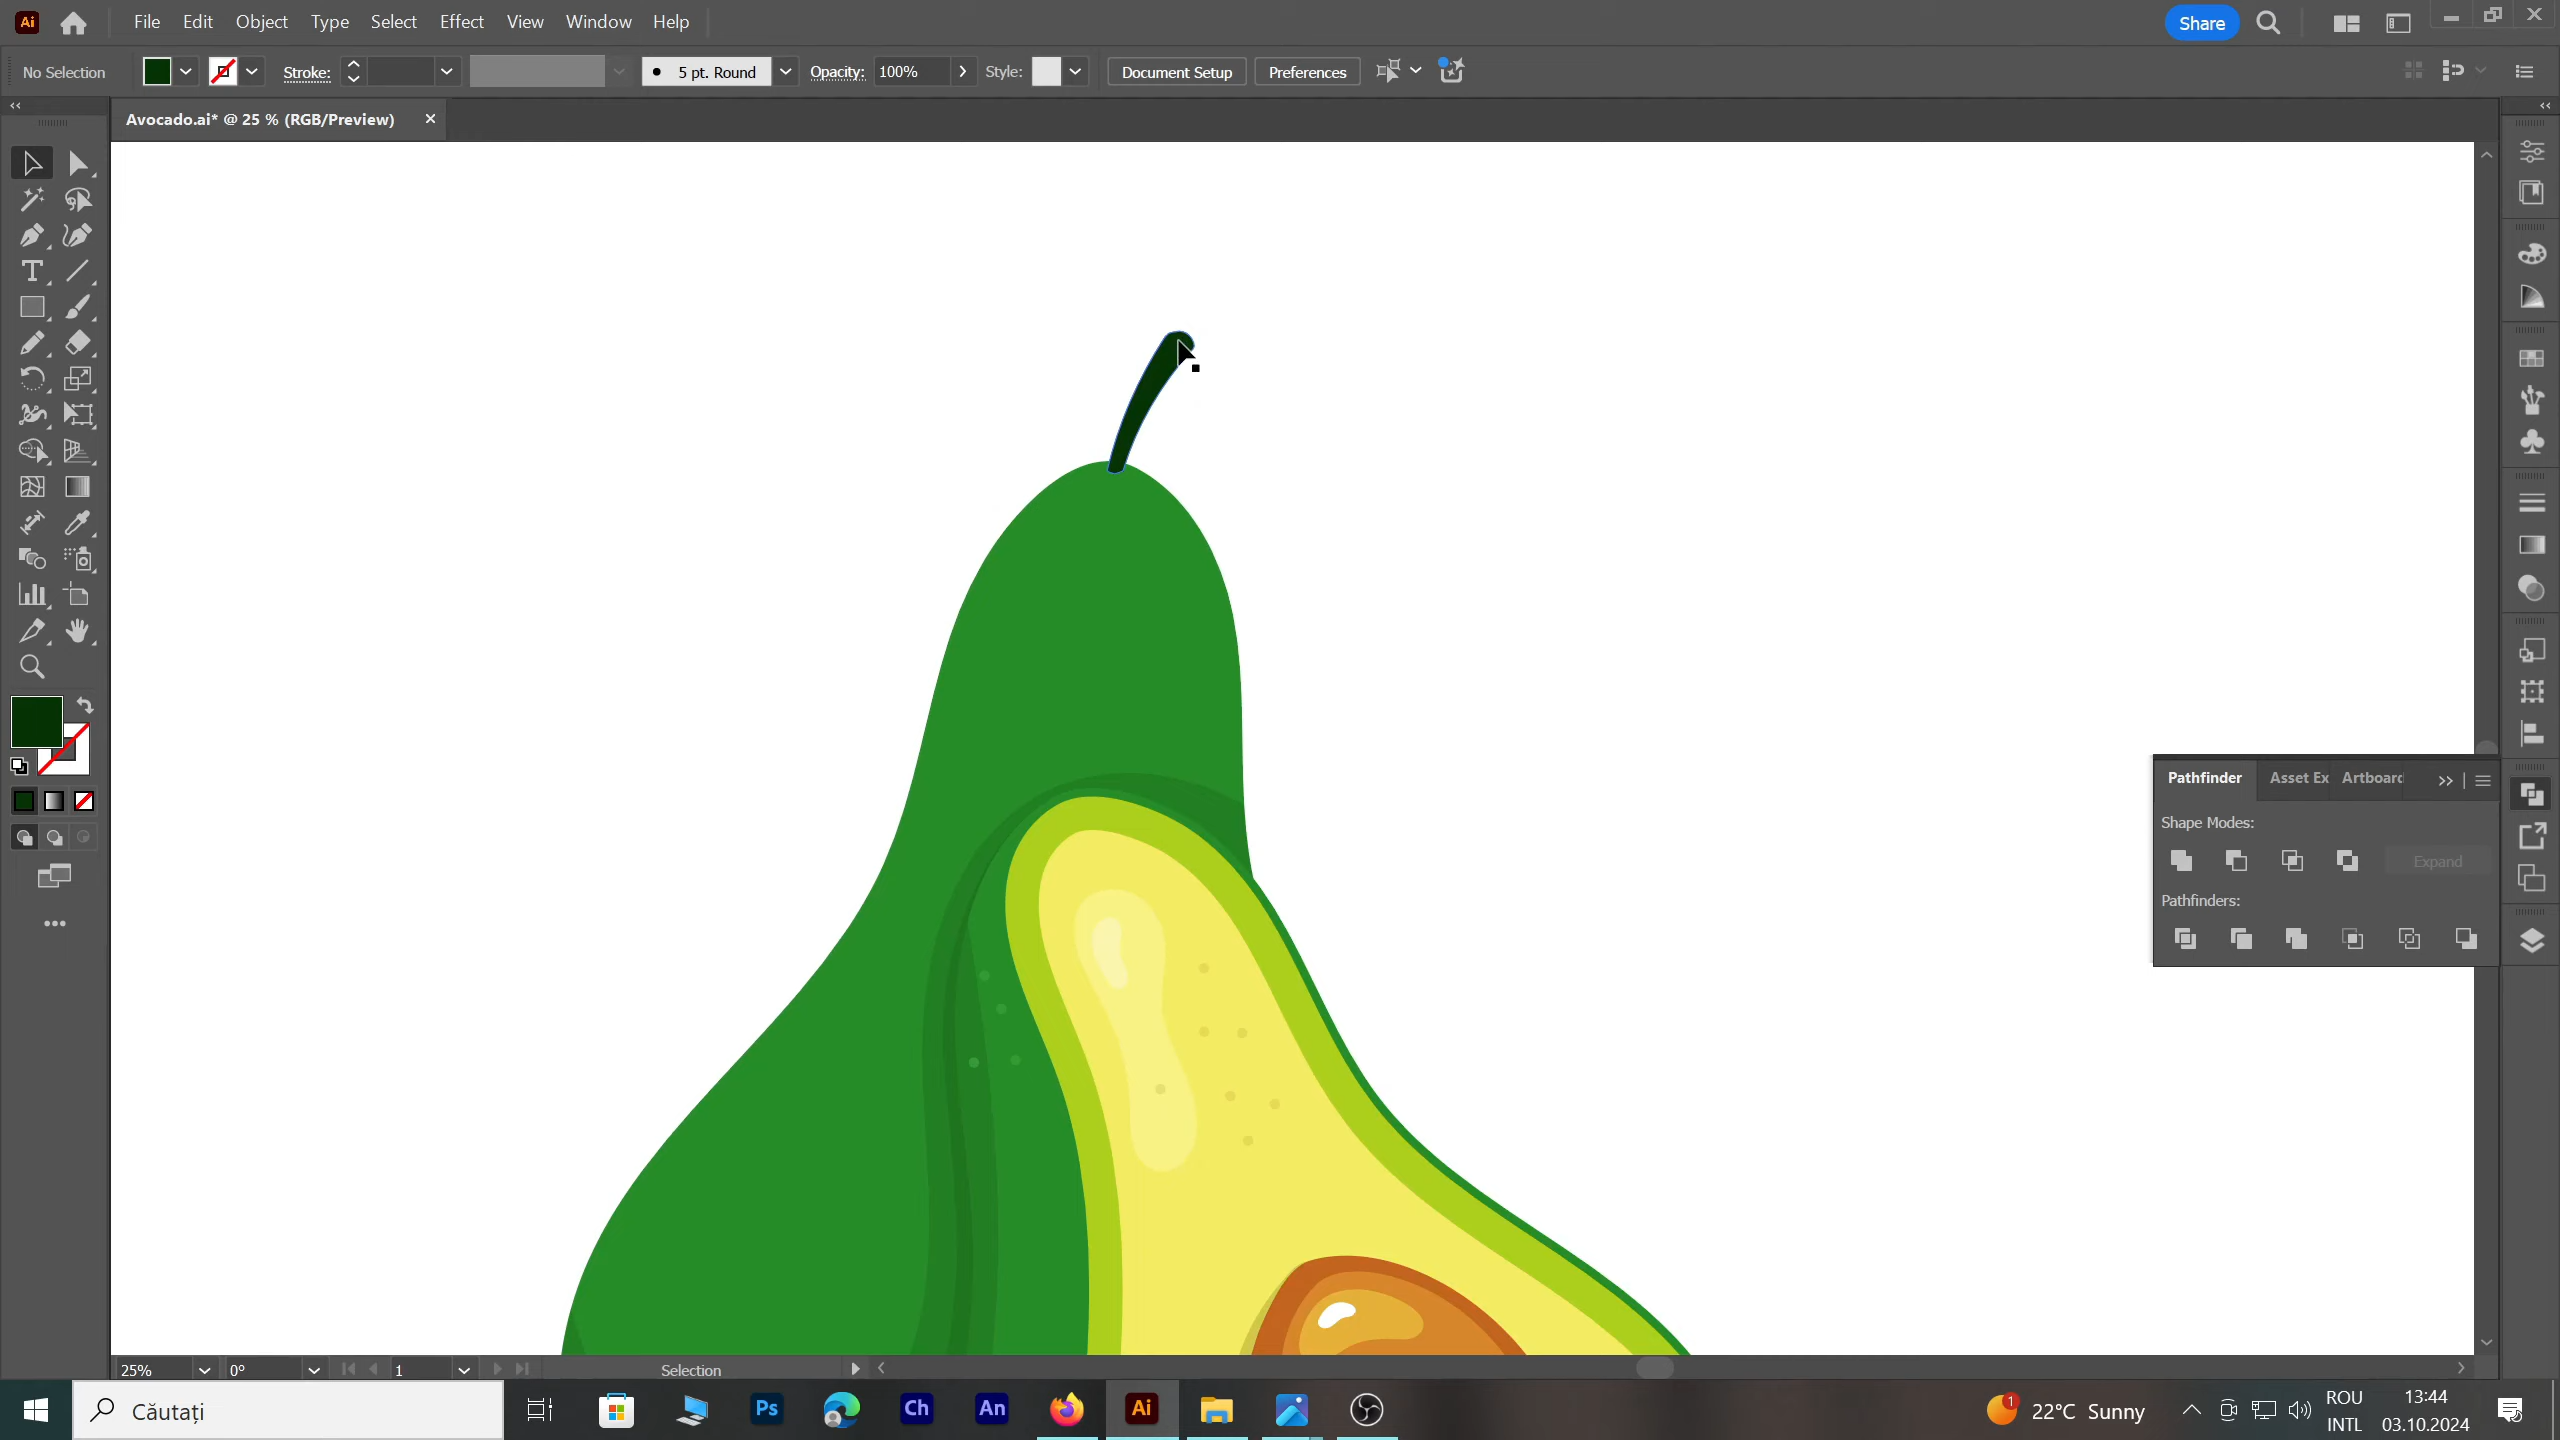 Ai File Edit Object Type Select Effect View Window Help Share
No Selection Stroke: 5 pt. Round Opacity: 100% Style: Document Setup Preferences
Avocado.ai* @ 25 % (RGB/Preview)
Pathfinder Asset Ex Artboard
Shape Modes:
Expand
Pathfinders:
25% 0° 1 Selection
Căutați Ps Ch An Ai 1 22°C Sunny ROU 13:44
INTL 03.10.2024